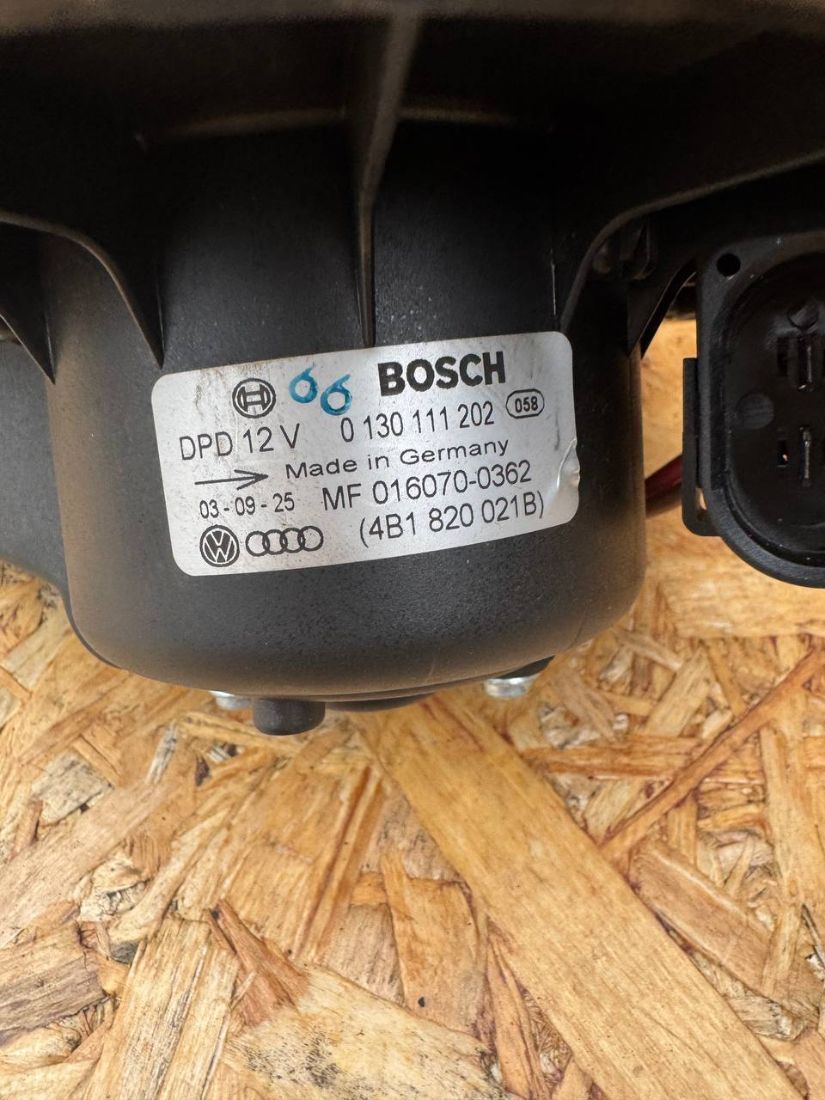 66 BOSCH
DPD 12 V 0 130 111 202 058
Made in Germany
03-09-25 MF 016070-0362
VW (4B1 820 021B)